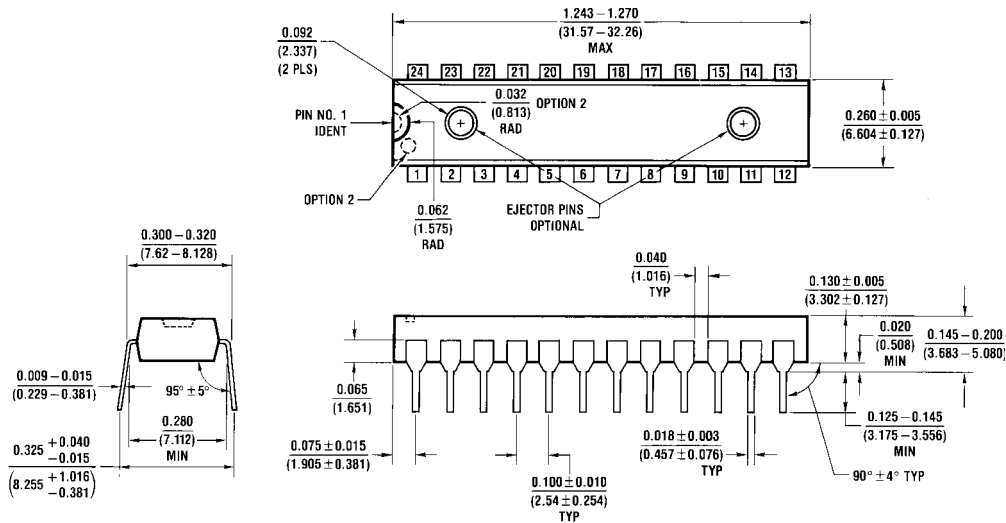 1.243 – 1.270
(31.57 – 32.26)
MAX
0.092
(2.337)
(2 PLS)
24 23 22 21 20 19 18 17 16 15 14 13
0.032
(0.813)
RAD
OPTION 2
PIN NO. 1
IDENT
0.260 ± 0.005
(6.604 ± 0.127)
1 2 3 4 5 6 7 8 9 10 11 12
OPTION 2
0.062
(1.575)
RAD
EJECTOR PINS
OPTIONAL
0.300 – 0.320
(7.62 – 8.128)
0.040
(1.016)
TYP
0.130 ± 0.005
(3.302 ± 0.127)
0.020
(0.508)
MIN
0.145 – 0.200
(3.683 – 5.080)
0.009 – 0.015
(0.229 – 0.381)
95° ± 5°
0.065
(1.651)
0.280
(7.112)
MIN
0.125 – 0.145
(3.175 – 3.556)
MIN
0.075 ± 0.015
(1.905 ± 0.381)
0.018 ± 0.003
(0.457 ± 0.076)
TYP
0.325 +0.040 −0.015
(8.255 +1.016 −0.381)
0.100 ± 0.010
(2.54 ± 0.254)
TYP
90° ± 4° TYP